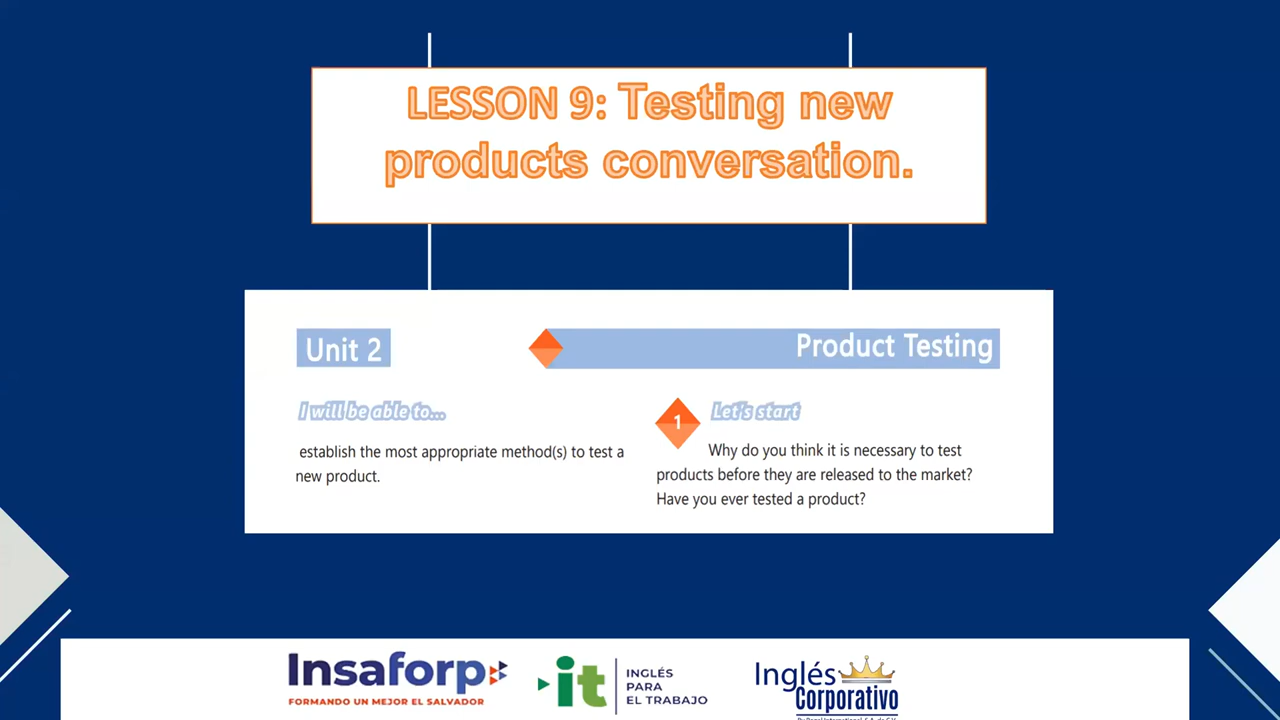 LESSON 9: Testing new
products conversation.
Unit 2
Product Testing
I will be able to...
establish the most appropriate method(s) to test a
new product.
1
Let's start
Why do you think it is necessary to test
products before they are released to the market?
Have you ever tested a product?
Insaforp
FORMANDO UN MEJOR EL SALVADOR
it
INGLÉS
PARA
EL TRABAJO
Inglés
Corporativo